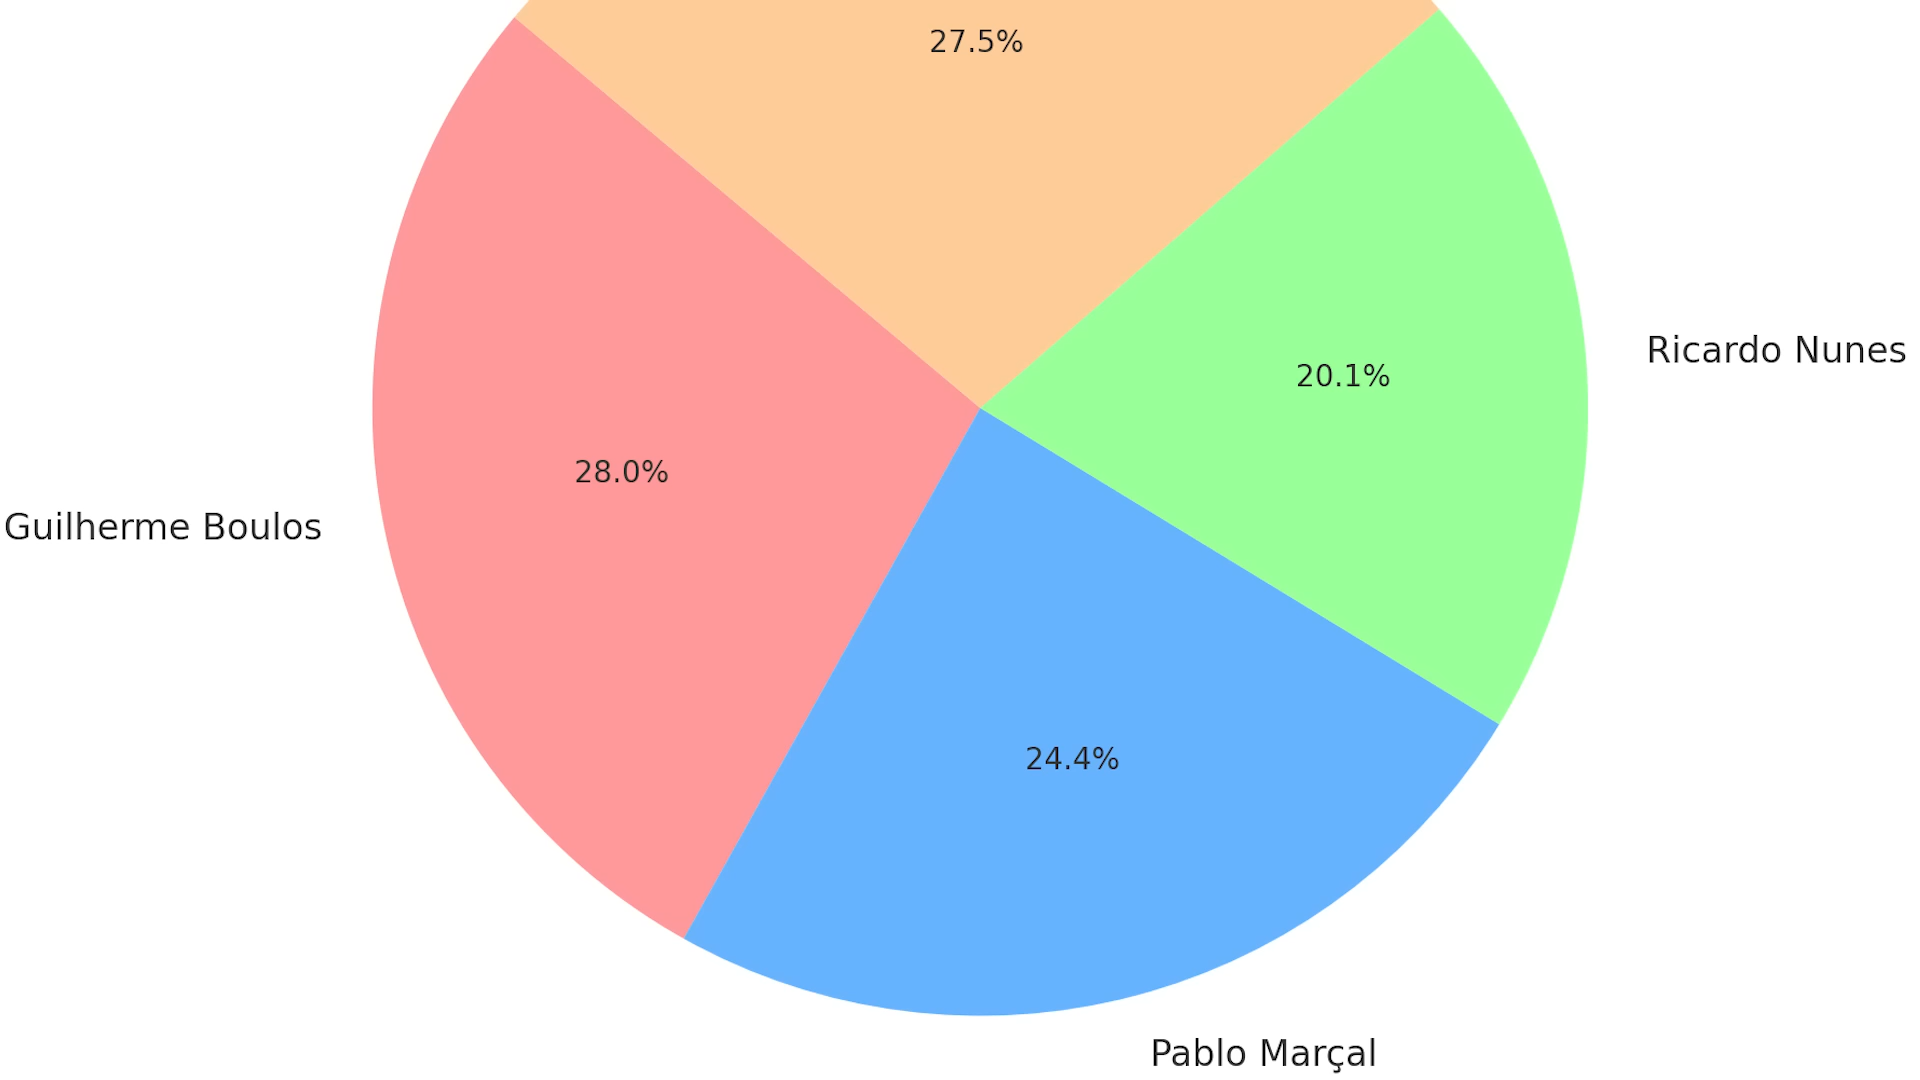 27.5%
Ricardo Nunes
20.1%
28.0%
Guilherme Boulos
24.4%
Pablo Marçal